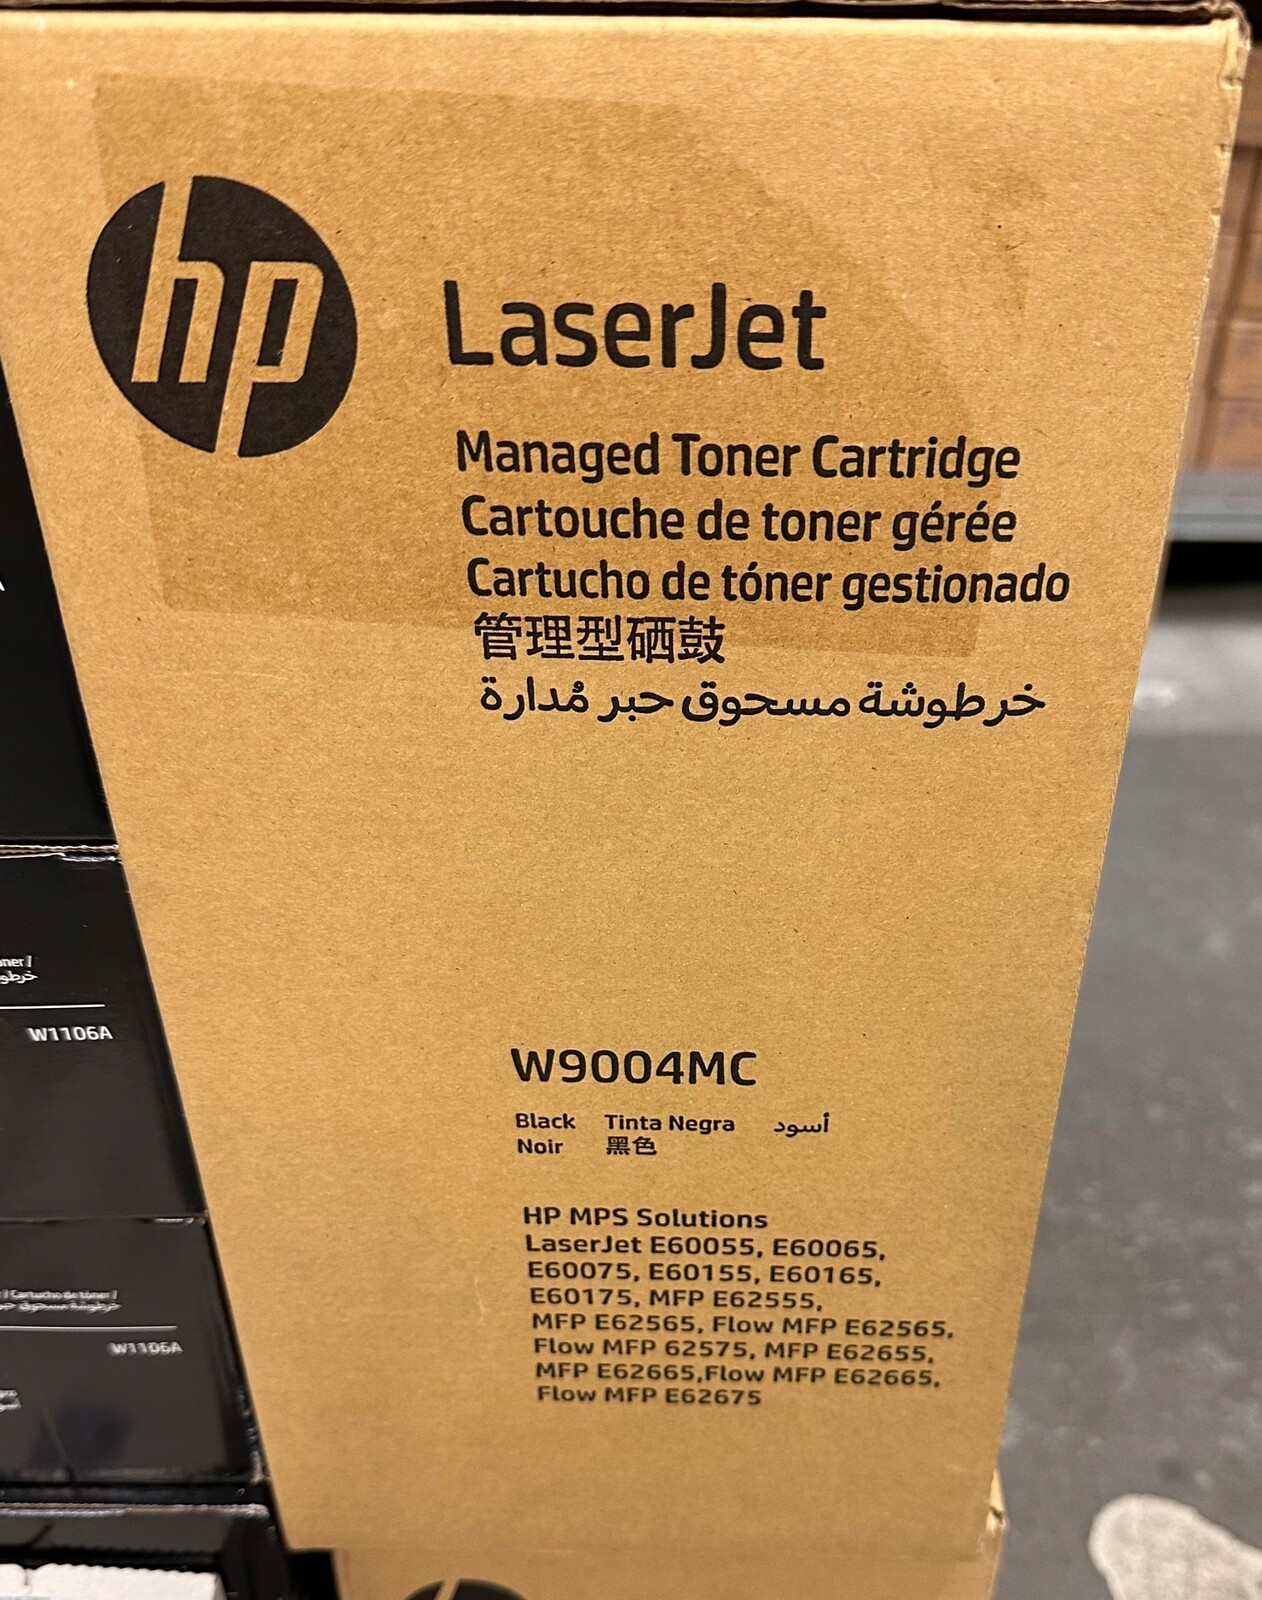 hp
LaserJet
Managed Toner Cartridge
Cartouche de toner gérée
Cartucho de tóner gestionado
管理型硒鼓
خرطوشة مسحوق حبر مُدارة
W9004MC
Black Tinta Negra أسود
Noir 黑色
HP MPS Solutions
LaserJet E60055, E60065,
E60075, E60155, E60165,
E60175, MFP E62555,
MFP E62565, Flow MFP E62565,
Flow MFP 62575, MFP E62655,
MFP E62665,Flow MFP E62665,
Flow MFP E62675
W1106A
Cartucho de tóner /
W1106A